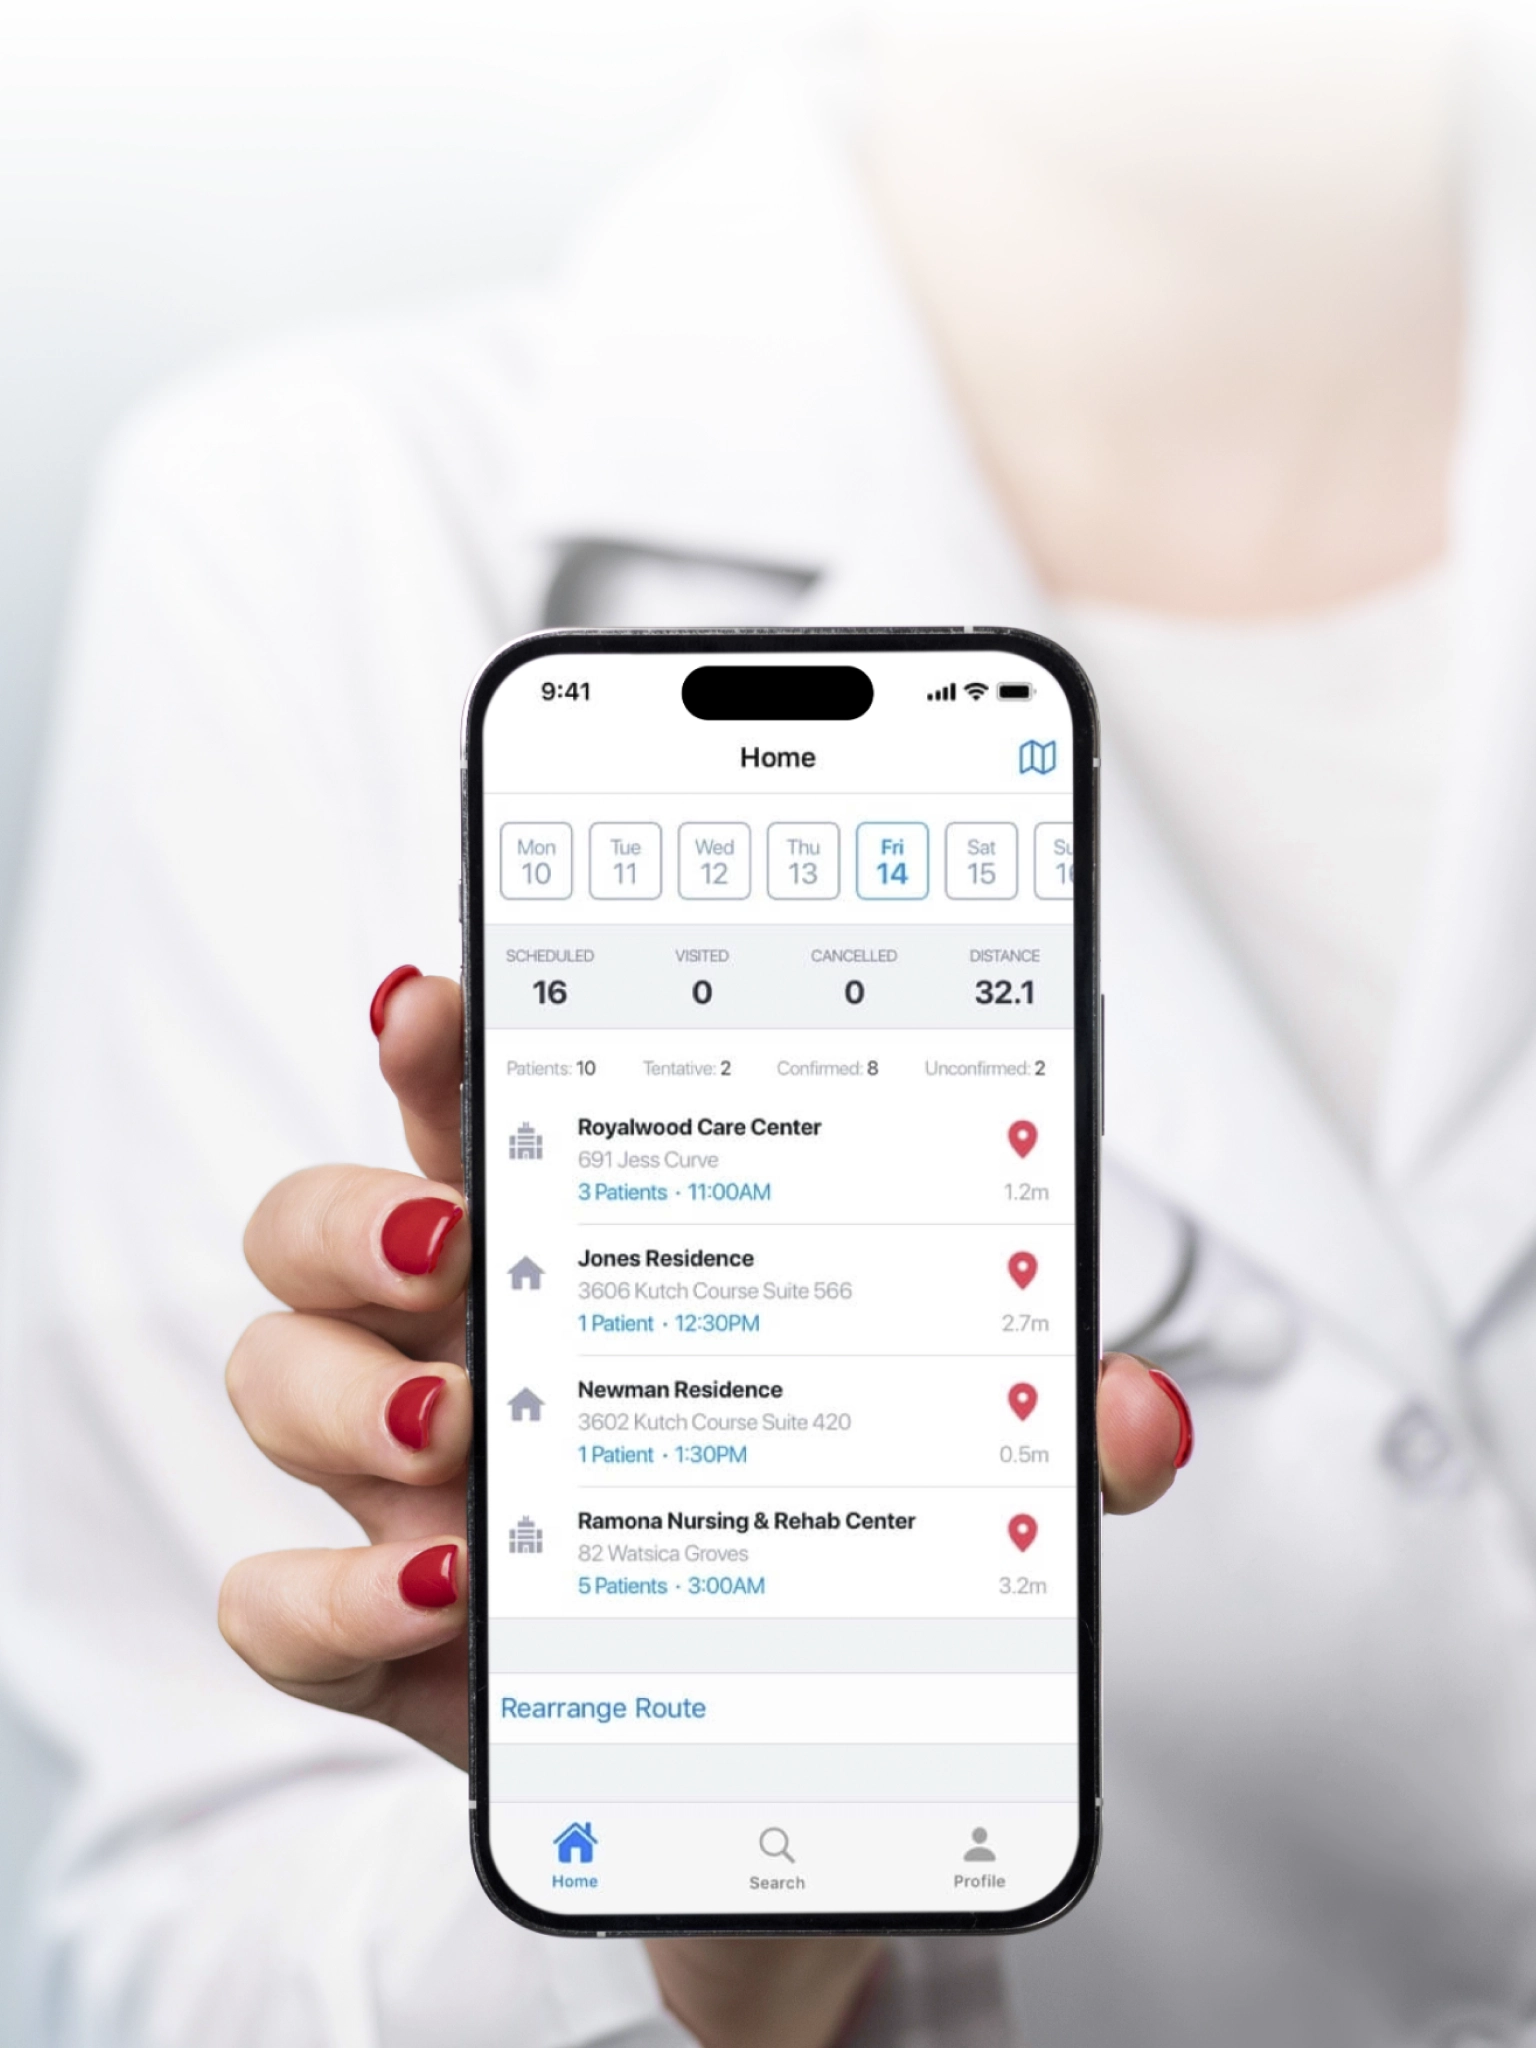 9:41
Home
Mon Tue Wed Thu Fri Sat
10 11 12 13 14 15
SCHEDULED VISITED CANCELLED DISTANCE
16 0 0 32.1
Patients: 10 Tentative: 2 Confirmed: 8 Unconfirmed: 2
Royalwood Care Center
691 Jess Curve
3 Patients · 11:00AM 1.2m
Jones Residence
3606 Kutch Course Suite 566
1 Patient · 12:30PM 2.7m
Newman Residence
3602 Kutch Course Suite 420
1 Patient · 1:30PM 0.5m
Ramona Nursing & Rehab Center
82 Watsica Groves
5 Patients · 3:00AM 3.2m
Rearrange Route
Home Search Profile